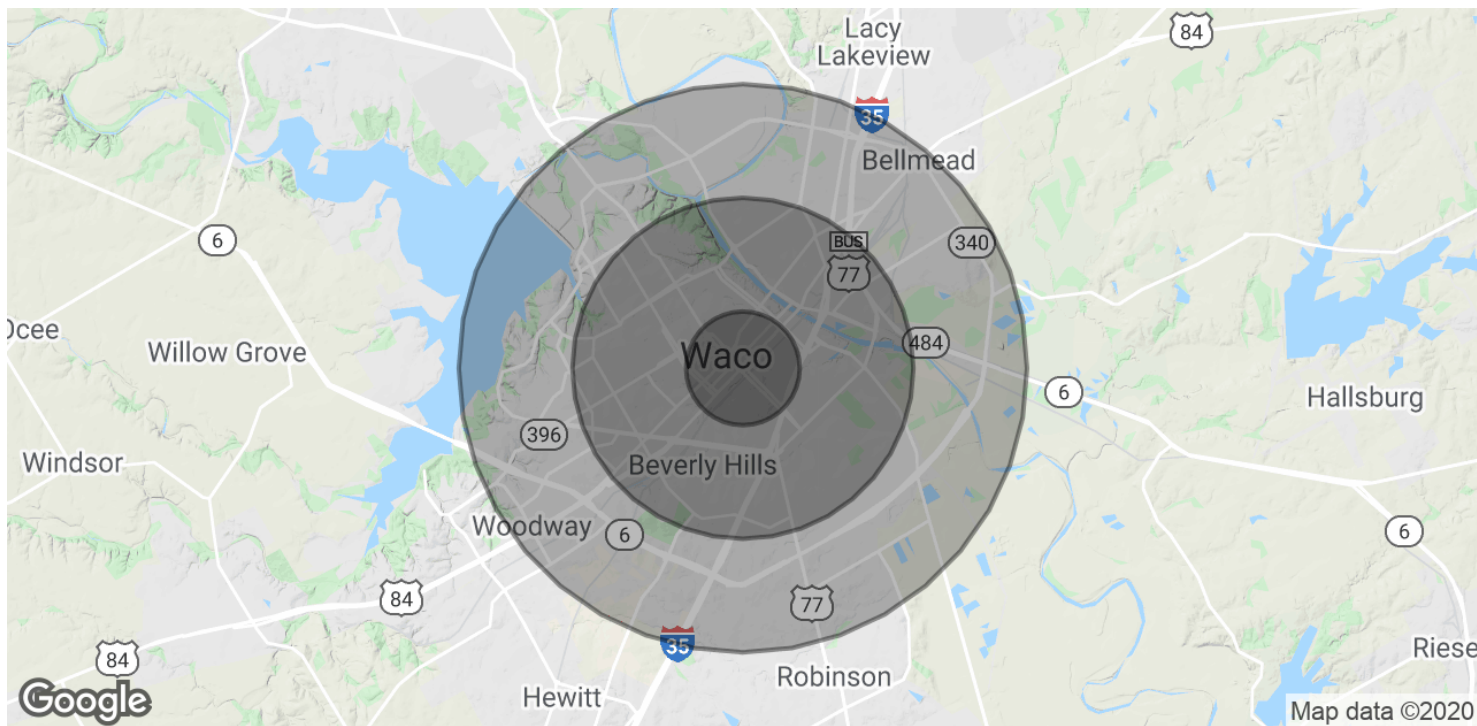 84
Lacy
Lakeview
35
Bellmead
6
BUS
340
77
Ocee
Willow Grove
Waco
484
6
Hallsburg
396
Windsor
Beverly Hills
Woodway
6
6
84
77
35
84
Riese
Robinson
Hewitt
Google
Map data ©2020